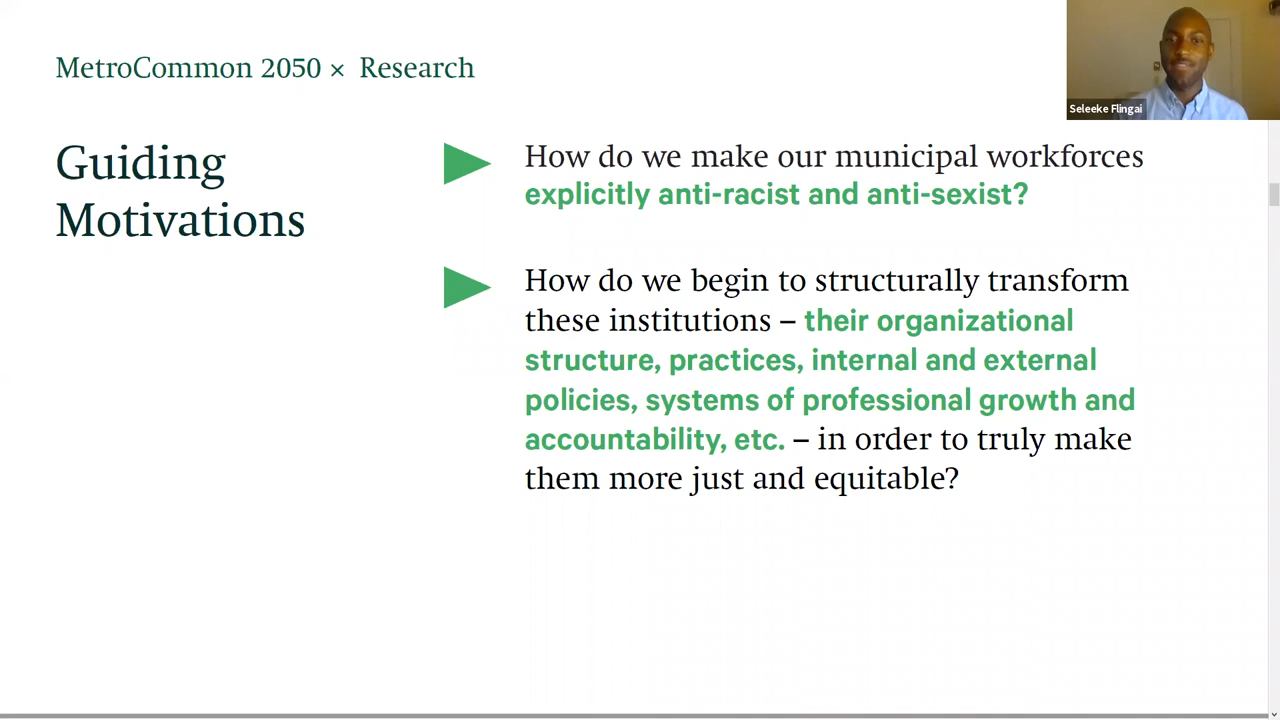 MetroCommon 2050 × Research
Seleeke Flingai
Guiding
Motivations
How do we make our municipal workforces
explicitly anti-racist and anti-sexist?
How do we begin to structurally transform
these institutions – their organizational
structure, practices, internal and external
policies, systems of professional growth and
accountability, etc. – in order to truly make
them more just and equitable?